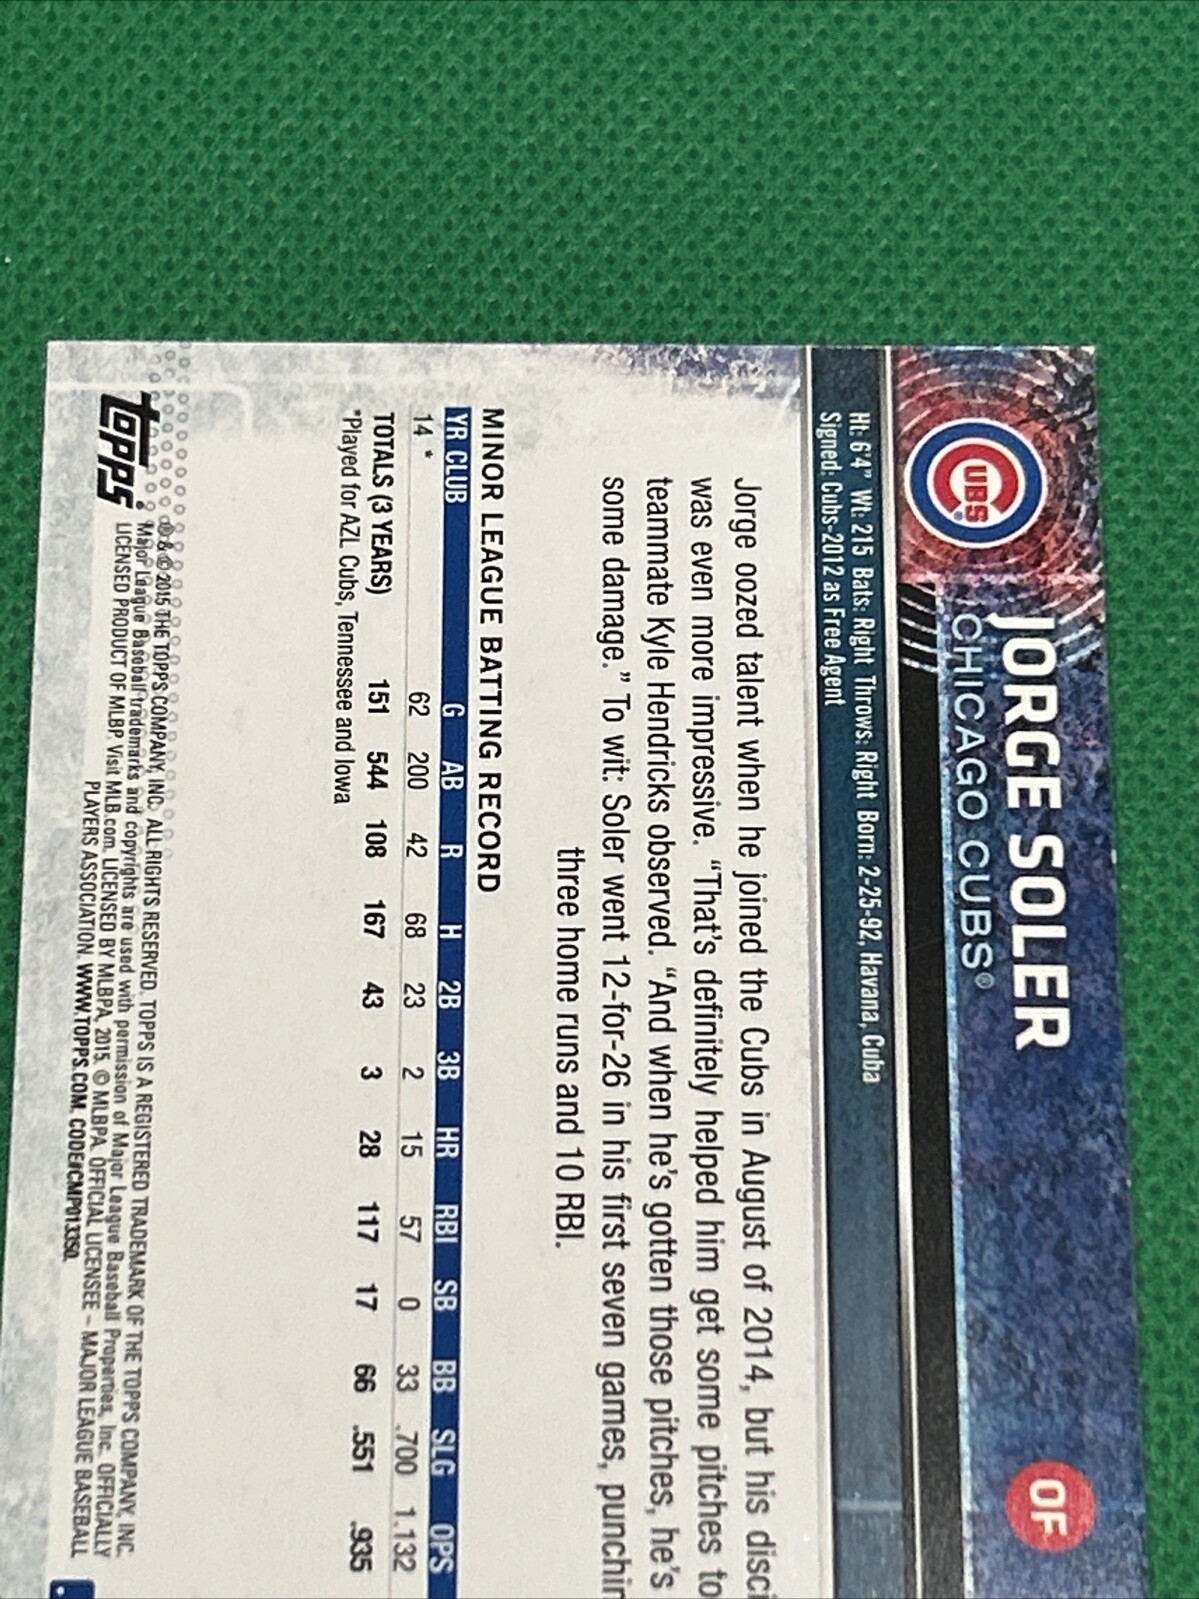 JORGE SOLER
CHICAGO CUBS®
OF
CUBS
Ht: 6'4" Wt: 215 Bats: Right Throws: Right Born: 2-25-92, Havana, Cuba
Signed: Cubs-2012 as Free Agent
Jorge oozed talent when he joined the Cubs in August of 2014, but his disci
was even more impressive. "That's definitely helped him get some pitches to
teammate Kyle Hendricks observed. "And when he's gotten those pitches, he's
some damage." To wit: Soler went 12-for-26 in his first seven games, punchin
three home runs and 10 RBI.
MINOR LEAGUE BATTING RECORD
YR CLUB G AB R H 2B 3B HR RBI SB BB SLG OPS
14 * 62 200 42 68 23 2 15 57 0 33 .700 1.132
TOTALS (3 YEARS) 151 544 108 167 43 3 28 117 17 66 .551 .935
*Played for AZL Cubs, Tennessee and Iowa
topps.
® & © 2015 THE TOPPS COMPANY, INC. ALL RIGHTS RESERVED. TOPPS IS A REGISTERED TRADEMARK OF THE TOPPS COMPANY, INC.
Major League Baseball trademarks and copyrights are used with permission of Major League Baseball Properties, Inc. OFFICIALLY
LICENSED PRODUCT OF MLBP. Visit MLB.com. LICENSED BY MLBPA, 2015. © MLBPA. OFFICIAL LICENSEE – MAJOR LEAGUE BASEBALL
PLAYERS ASSOCIATION. WWW.TOPPS.COM. CODE#CMP013350.